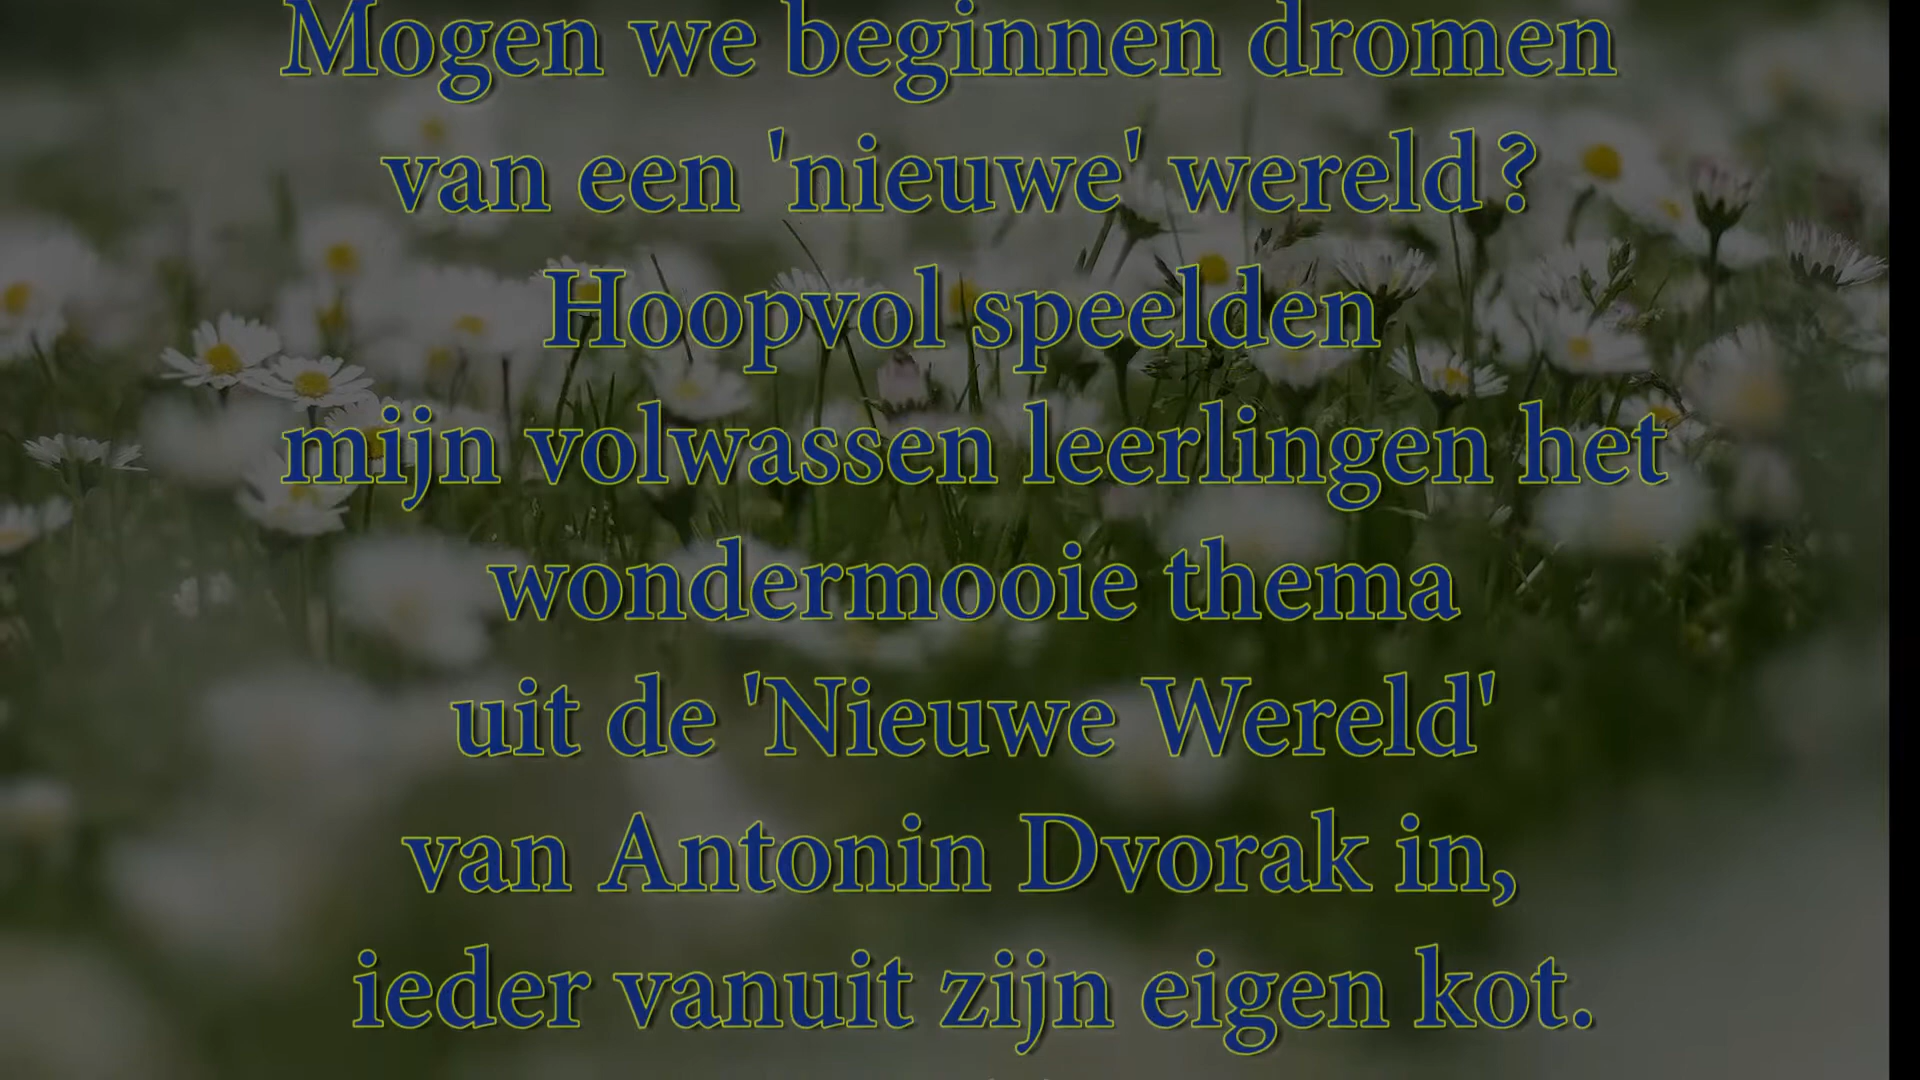 Mogen we beginnen dromen
van een 'nieuwe' wereld?
Hoopvol speelden
mijn volwassen leerlingen het
wondermooie thema
uit de 'Nieuwe Wereld'
van Antonin Dvorak in,
ieder vanuit zijn eigen kot.